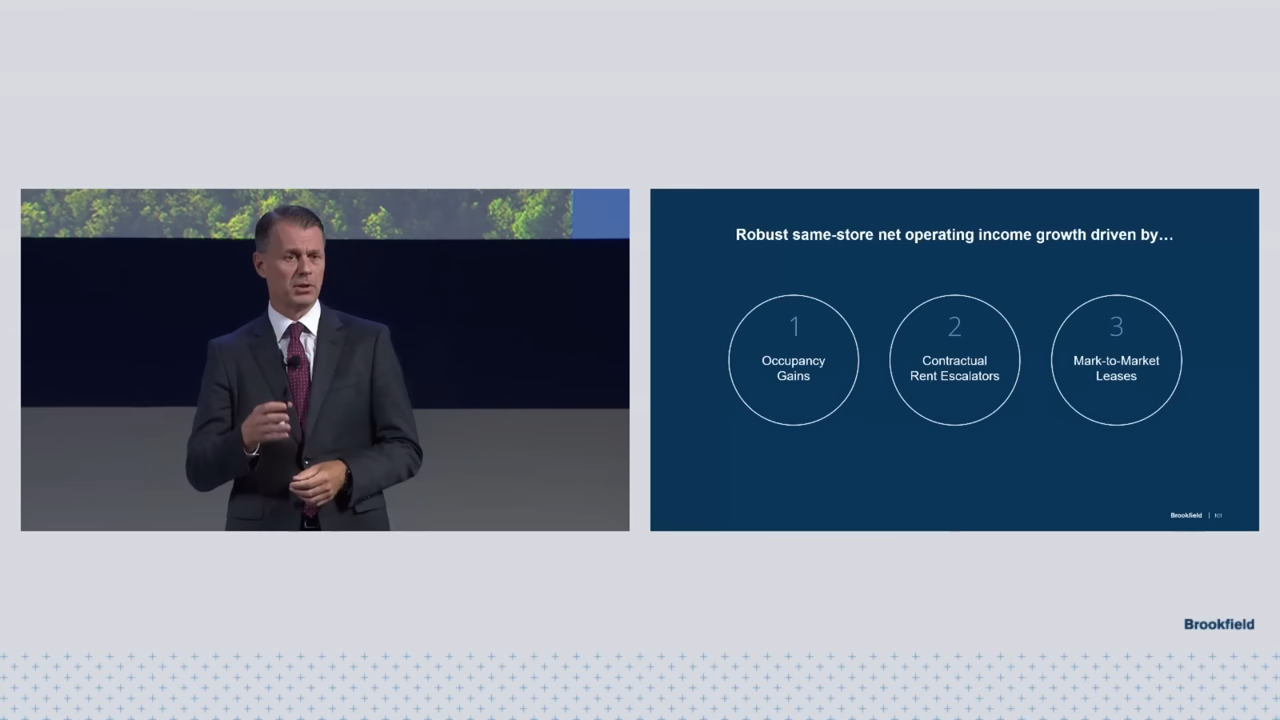 Robust same-store net operating income growth driven by…
1
Occupancy
Gains
2
Contractual
Rent Escalators
3
Mark-to-Market
Leases
Brookfield | 101
Brookfield